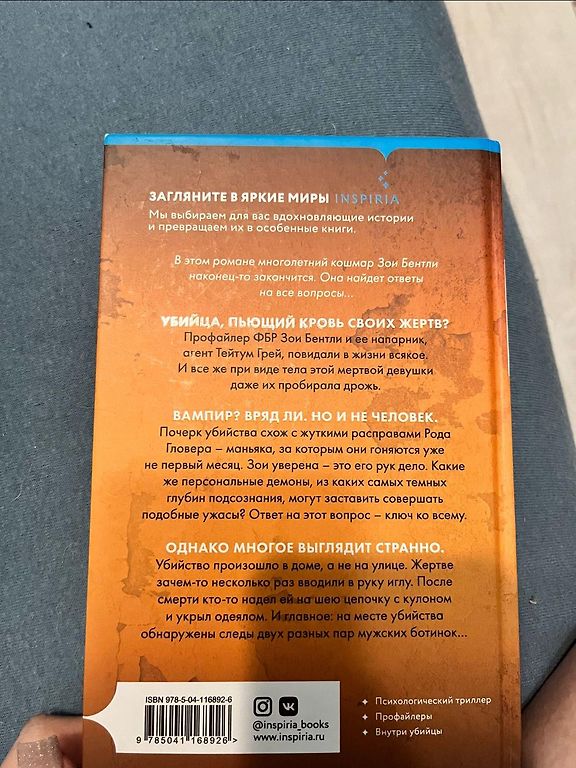 ЗАГЛЯНИТЕ В ЯРКИЕ МИРЫ INSPIRIA
Мы выбираем для вас вдохновляющие истории
и превращаем их в особенные книги.
В этом романе многолетний кошмар Зои Бентли
наконец-то закончится. Она найдет ответы
на все вопросы...
УБИЙЦА, ПЬЮЩИЙ КРОВЬ СВОИХ ЖЕРТВ?
Профайлер ФБР Зои Бентли и ее напарник,
агент Тейтум Грей, повидали в жизни всякое.
И все же при виде тела этой мертвой девушки
даже их пробирала дрожь.
ВАМПИР? ВРЯД ЛИ. НО И НЕ ЧЕЛОВЕК.
Почерк убийства схож с жуткими расправами Рода
Гловера – маньяка, за которым они гоняются уже
не первый месяц. Зои уверена – это его рук дело. Какие
же персональные демоны, из каких самых темных
глубин подсознания, могут заставить совершать
подобные ужасы? Ответ на этот вопрос – ключ ко всему.
ОДНАКО МНОГОЕ ВЫГЛЯДИТ СТРАННО.
Убийство произошло в доме, а не на улице. Жертве
зачем-то несколько раз вводили в руку иглу. После
смерти кто-то надел ей на шею цепочку с кулоном
и укрыл одеялом. И главное: на месте убийства
обнаружены следы двух разных пар мужских ботинок...
ISBN 978-5-04-116892-6
9 785041 168926 >
@inspiria_books
www.inspiria.ru
Психологический триллер
Профайлеры
Внутри убийцы